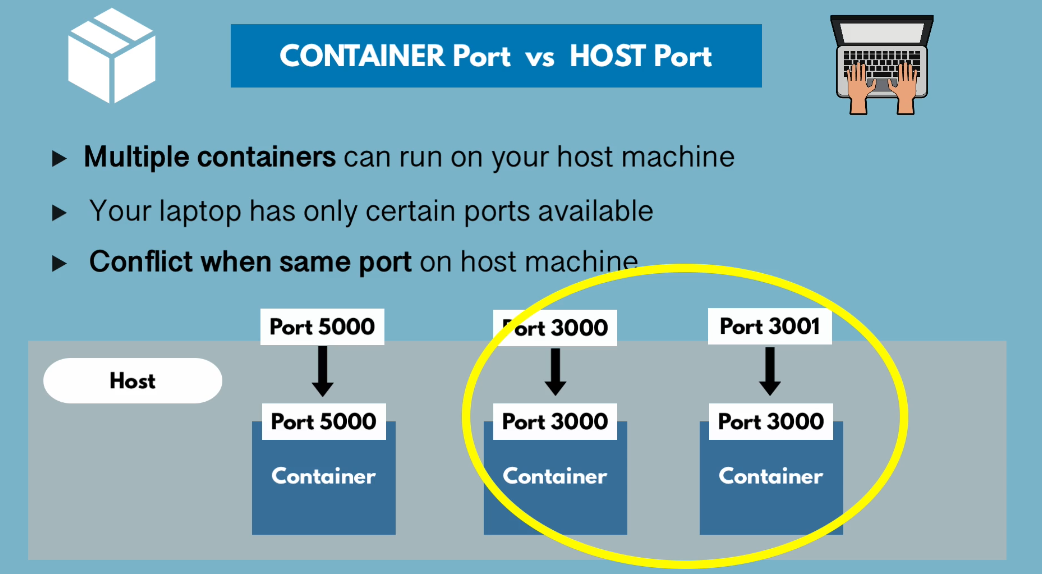 CONTAINER Port vs HOST Port
Multiple containers can run on your host machine
Your laptop has only certain ports available
Conflict when same port on host machine
Port 5000
Port 3000
Port 3001
Host
Port 5000
Port 3000
Port 3000
Container
Container
Container